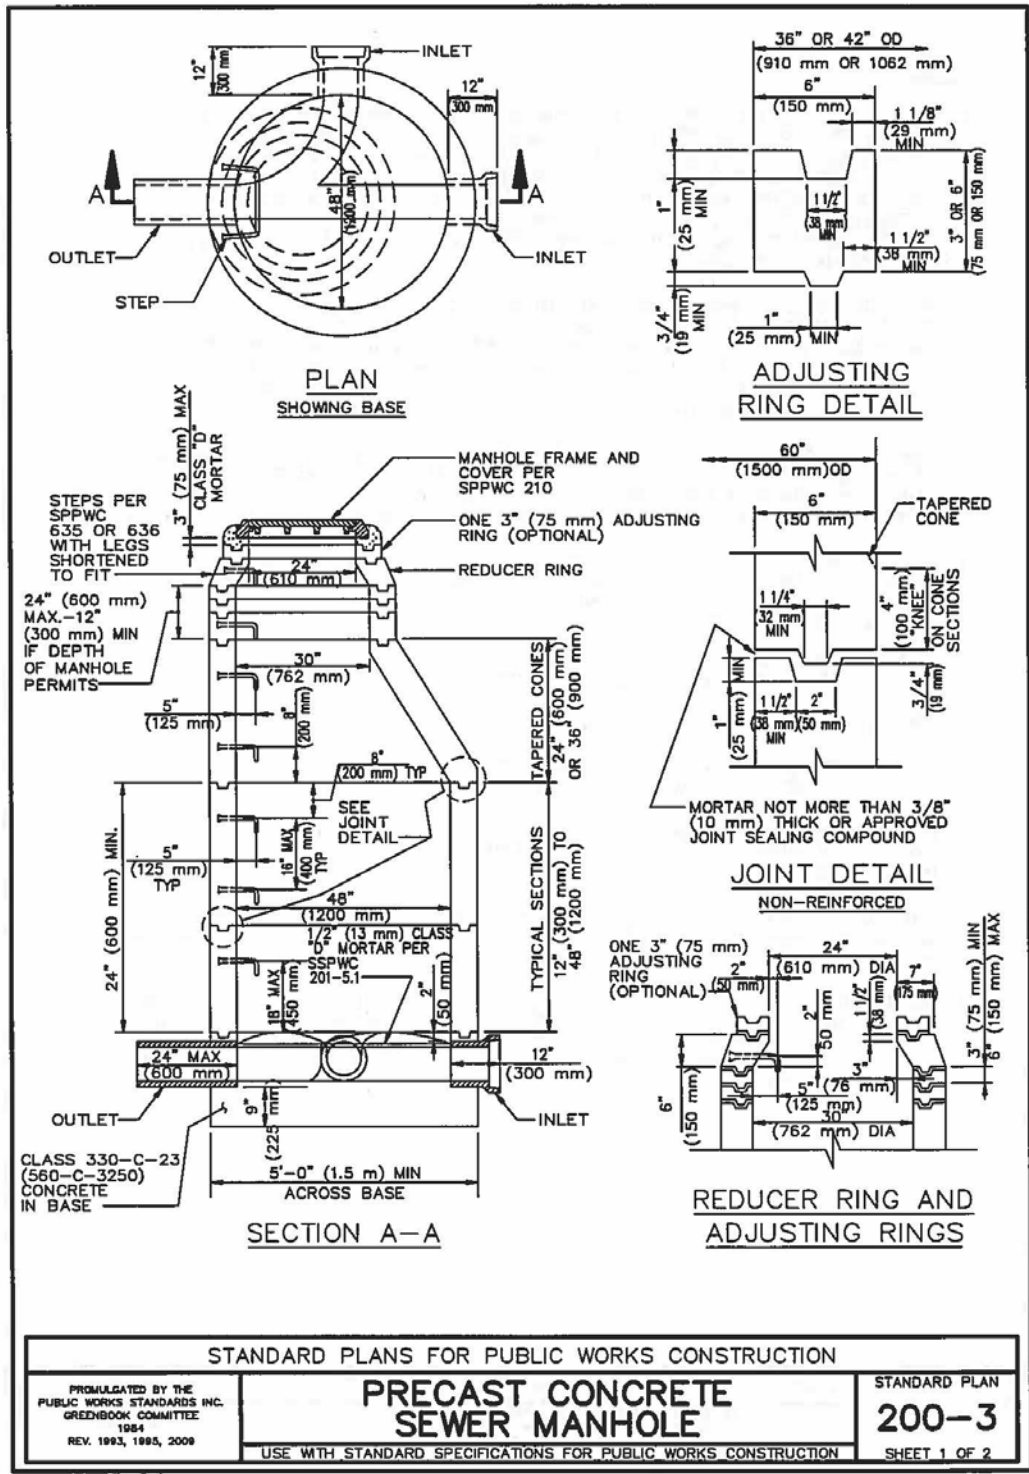 INLET
12"
300 mm
12"
300 mm
A
A
48"
(1200 mm)
OUTLET
INLET
STEP
PLAN
SHOWING BASE
36" OR 42" OD
(910 mm OR 1062 mm)
6"
(150 mm)
1 1/8"
(29 mm)
MIN
1"
(25 mm)
MIN
1 1/2"
(38 mm)
MIN
1 1/2"
(38 mm)
MIN
3" OR 6"
(75 mm OR 150 mm)
3/4"
(19 mm)
MIN
1"
(25 mm) MIN
ADJUSTING
RING DETAIL
3" (75 mm) MAX
CLASS "D"
MORTAR
MANHOLE FRAME AND
COVER PER
SPPWC 210
STEPS PER
SPPWC
635 OR 636
WITH LEGS
SHORTENED
TO FIT
ONE 3" (75 mm) ADJUSTING
RING (OPTIONAL)
24"
(610 mm)
REDUCER RING
24" (600 mm)
MAX.-12"
(300 mm) MIN
IF DEPTH
OF MANHOLE
PERMITS
30"
(762 mm)
5"
(125 mm)
8"
(200 mm)
TAPERED CONES
24" (600 mm)
OR 36" (900 mm)
8"
(200 mm) TYP
SEE
JOINT
DETAIL
24" (600 mm) MIN.
5"
(125 mm)
TYP
16" MAX
(400 mm)
TYP
48"
(1200 mm)
1/2" (13 mm) CLASS
"D" MORTAR PER
SSPWC
201-5.1
TYPICAL SECTIONS
12" (300 mm) TO
48" (1200 mm)
18" MAX
(450 mm)
2"
(50 mm)
24" MAX
(600 mm)
12"
(300 mm)
OUTLET
9"
(225 mm)
INLET
CLASS 330-C-23
(560-C-3250)
CONCRETE
IN BASE
5'-0" (1.5 m) MIN
ACROSS BASE
SECTION A-A
60"
(1500 mm)OD
6"
(150 mm)
TAPERED
CONE
1 1/4"
(32 mm)
MIN
4"
(100 mm)
"KNEE"
ON CONE
SECTIONS
1"
(25 mm)
MIN
1 1/2"
(38 mm)
MIN
2"
(50 mm)
3/4"
(19 mm)
MORTAR NOT MORE THAN 3/8"
(10 mm) THICK OR APPROVED
JOINT SEALING COMPOUND
JOINT DETAIL
NON-REINFORCED
ONE 3" (75 mm)
ADJUSTING
RING
(OPTIONAL)
2"
(50 mm)
24"
(610 mm) DIA
7"
(175 mm)
1 1/2"
(38 mm)
2"
50 mm
3" (75 mm) MIN
6" (150 mm) MAX
3"
(76 mm)
5"
(125 mm)
6"
(150 mm)
30"
(762 mm) DIA
REDUCER RING AND
ADJUSTING RINGS
STANDARD PLANS FOR PUBLIC WORKS CONSTRUCTION
PROMULGATED BY THE
PUBLIC WORKS STANDARDS INC.
GREENBOOK COMMITTEE
1984
REV. 1993, 1995, 2009
PRECAST CONCRETE
SEWER MANHOLE
USE WITH STANDARD SPECIFICATIONS FOR PUBLIC WORKS CONSTRUCTION
STANDARD PLAN
200-3
SHEET 1 OF 2